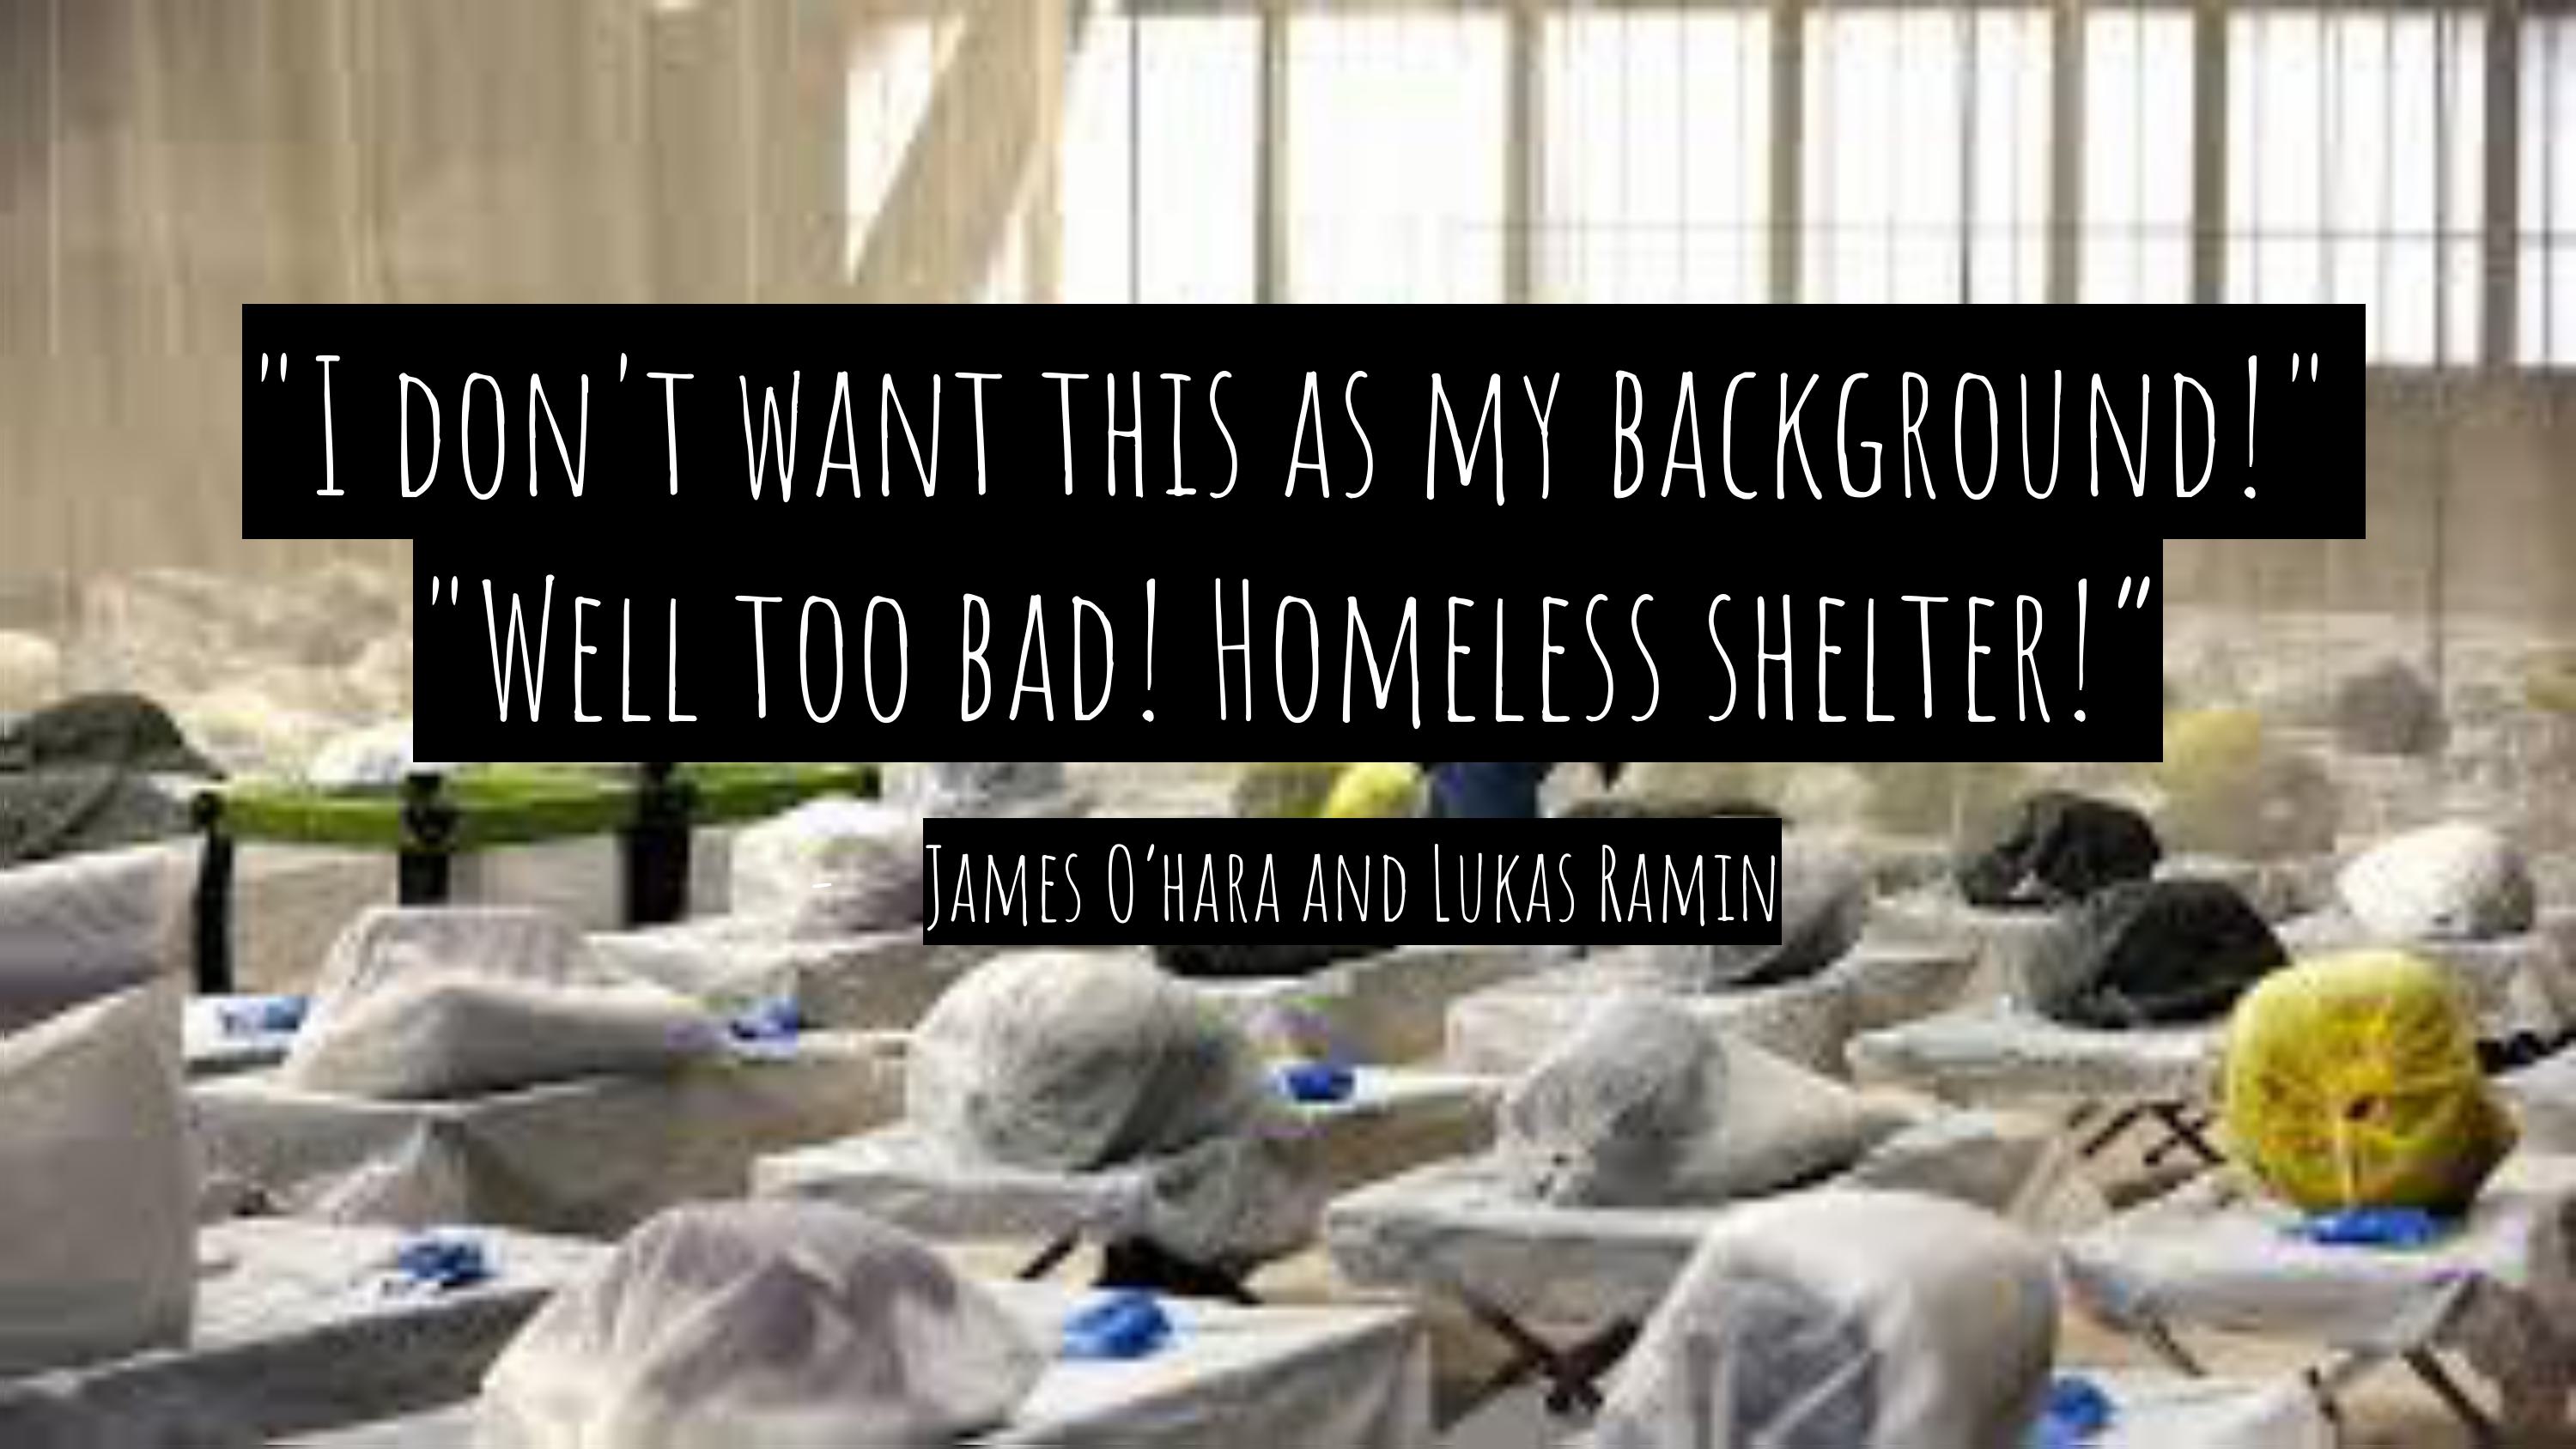 "I don't want this as my background!"
"Well too bad! Homeless shelter!”
- James O’hara and Lukas Ramin